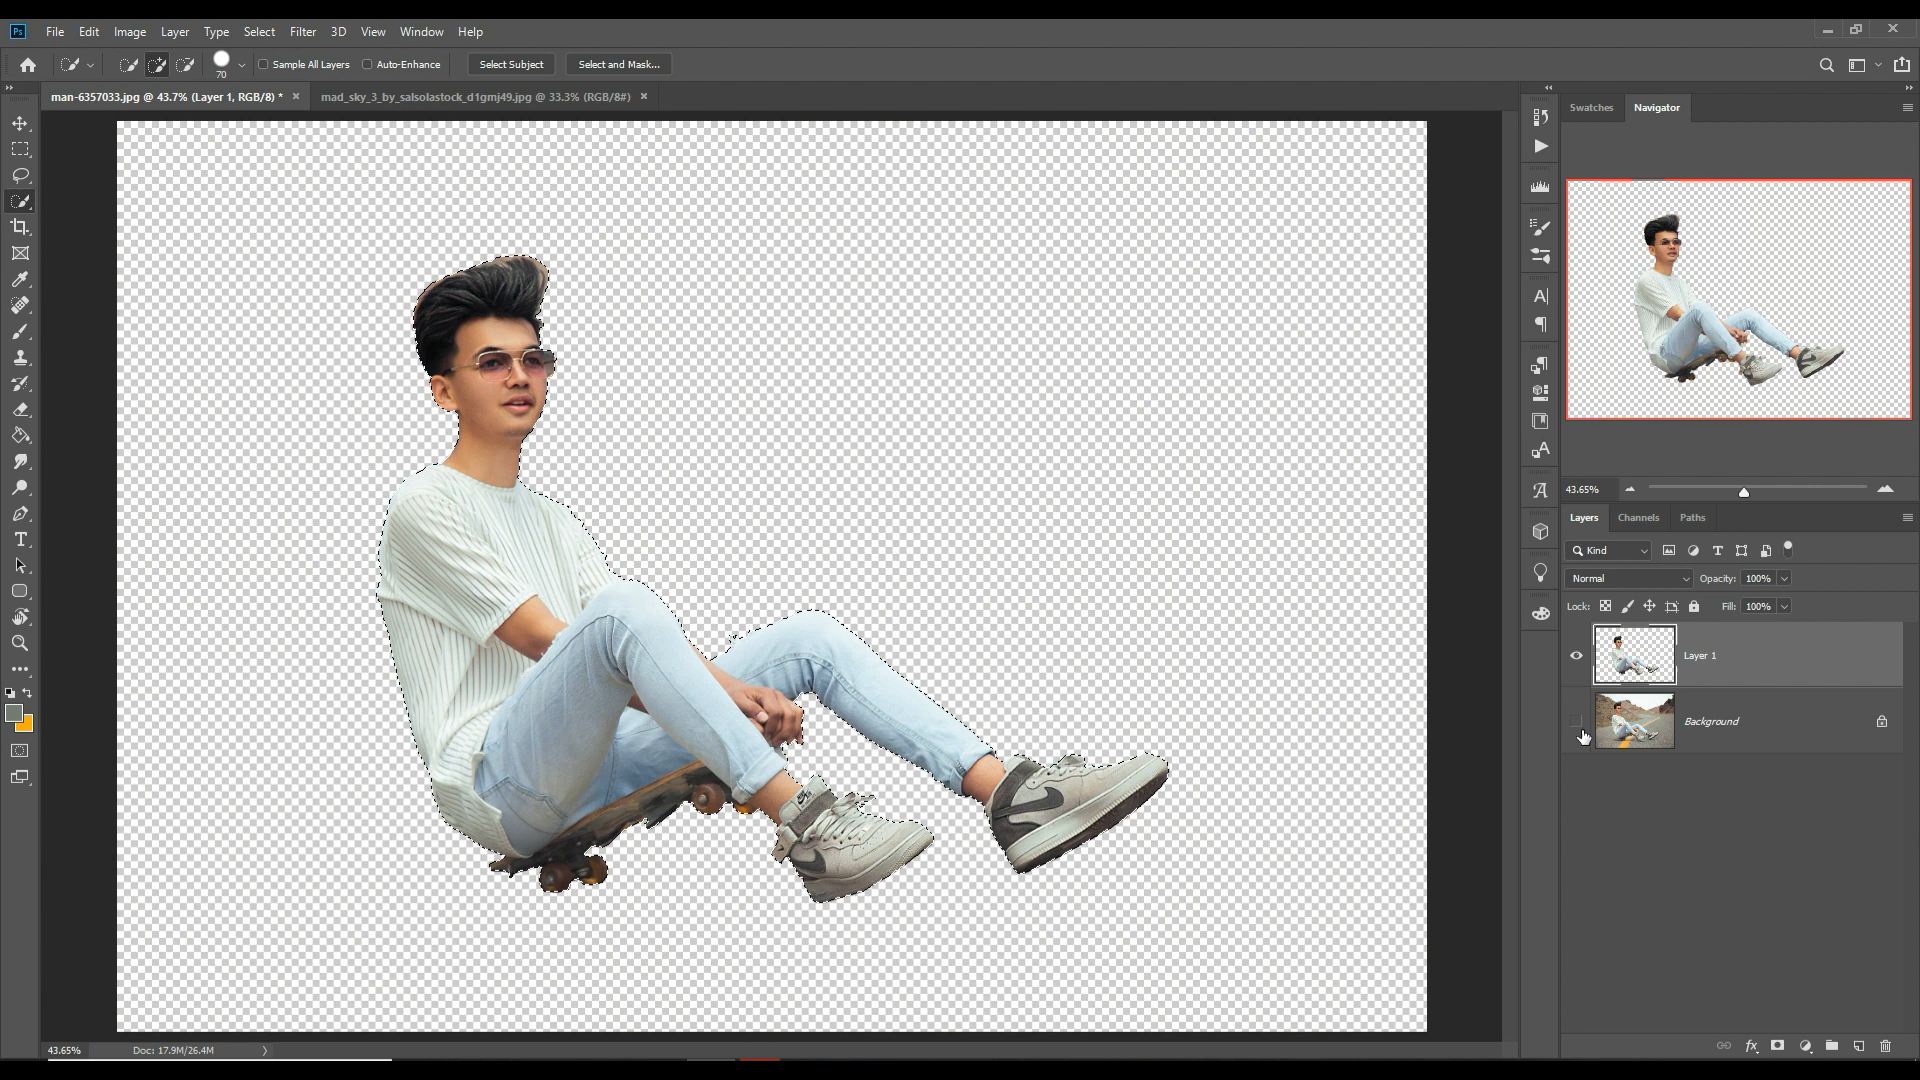 Ps File Edit Image Layer Type Select Filter 3D View Window Help
70 Sample All Layers Auto-Enhance Select Subject Select and Mask...
man-6357033.jpg @ 43.7% (Layer 1, RGB/8) * × mad_sky_3_by_salsolastock_d1gmj49.jpg @ 33.3% (RGB/8#) ×
Swatches Navigator
43.65%
Layers Channels Paths
Kind
Normal Opacity: 100%
Lock: Fill: 100%
Layer 1
Background
43.65% Doc: 17.9M/26.4M